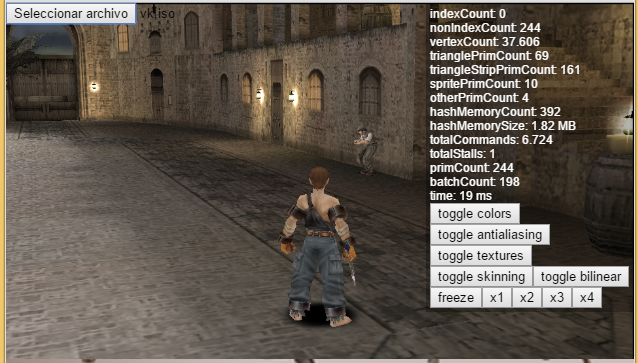 Seleccionar archivo vk.iso
indexCount: 0
nonIndexCount: 244
vertexCount: 37.606
trianglePrimCount: 69
triangleStripPrimCount: 161
spritePrimCount: 10
otherPrimCount: 4
hashMemoryCount: 392
hashMemorySize: 1.82 MB
totalCommands: 6.724
totalStalls: 1
primCount: 244
batchCount: 198
time: 19 ms
toggle colors
toggle antialiasing
toggle textures
toggle skinning toggle bilinear
freeze x1 x2 x3 x4